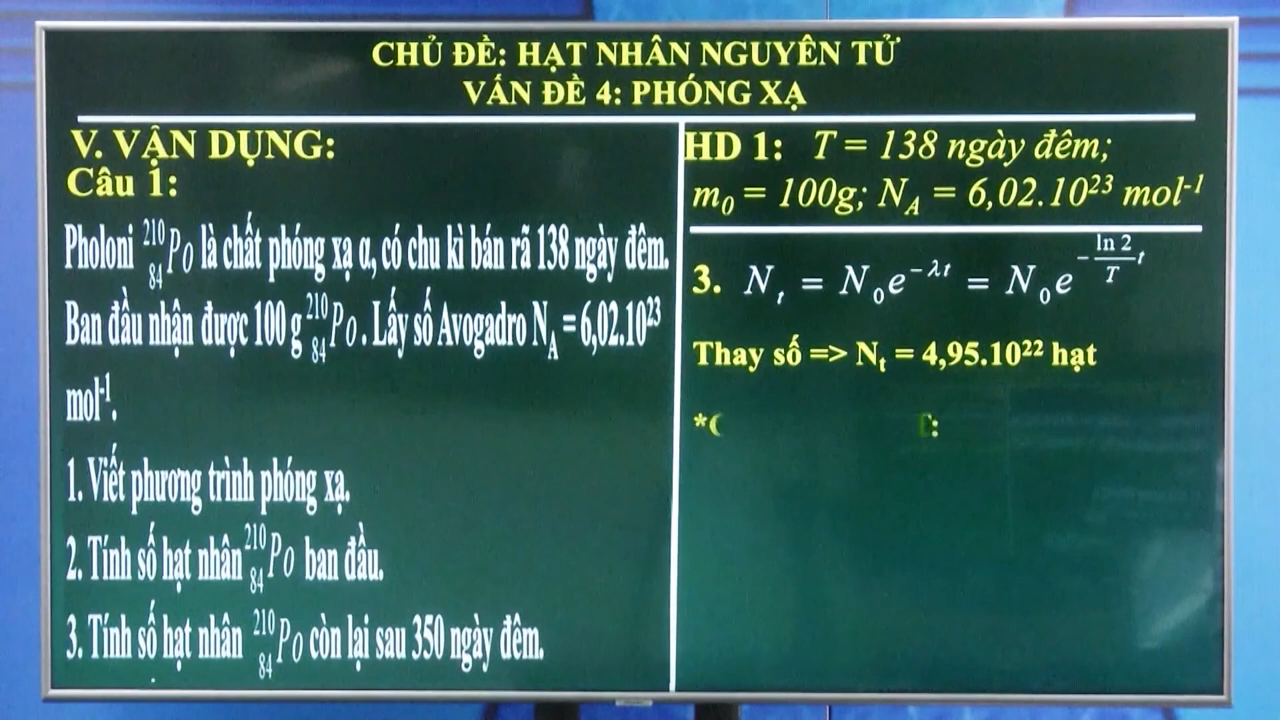 CHỦ ĐỀ: HẠT NHÂN NGUYÊN TỬ
VẤN ĐỀ 4: PHÓNG XẠ
V. VẬN DỤNG:
Câu 1:
Pholoni ²¹⁰₈₄Po là chất phóng xạ α, có chu kì bán rã 138 ngày đêm.
Ban đầu nhận được 100 g ²¹⁰₈₄Po. Lấy số Avogadro N_A = 6,02.10²³
mol⁻¹.
1. Viết phương trình phóng xạ.
2. Tính số hạt nhân ²¹⁰₈₄Po ban đầu.
3. Tính số hạt nhân ²¹⁰₈₄Po còn lại sau 350 ngày đêm.
HD 1: T = 138 ngày đêm;
m₀ = 100g; N_A = 6,02.10²³ mol⁻¹
3. N_t = N₀e^{-λt} = N₀e^{-\frac{ln 2}{T}t}
Thay số => Nₜ = 4,95.10²² hạt
*( :